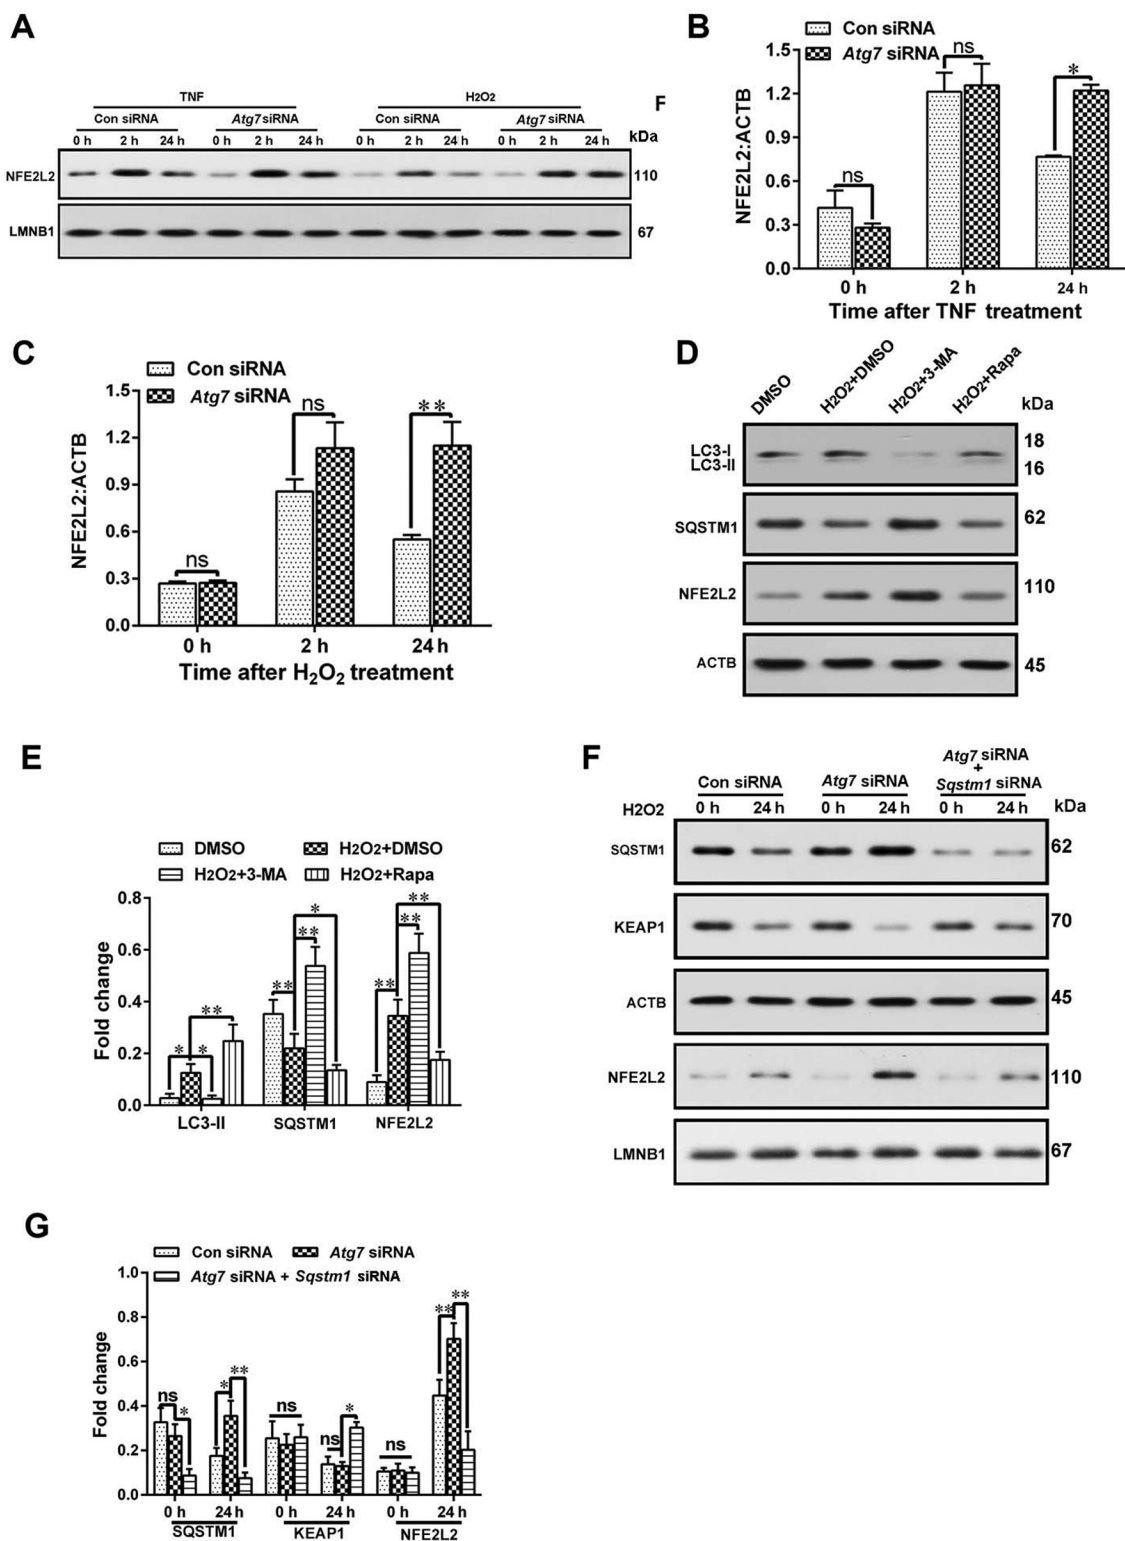 A
TNF
H2O2
F
Con siRNA
Atg7 siRNA
Con siRNA
Atg7 siRNA
kDa
0 h 2 h 24 h 0 h 2 h 24 h 0 h 2 h 24 h 0 h 2 h 24 h
NFE2L2
110
LMNB1
67
B
Con siRNA
Atg7 siRNA
NFE2L2:ACTB
1.5
1.2
0.9
0.6
0.3
0.0
ns
ns
*
0 h
2 h
24 h
Time after TNF treatment
C
Con siRNA
Atg7 siRNA
NFE2L2:ACTB
1.5
1.2
0.9
0.6
0.3
0.0
ns
ns
**
0 h
2 h
24 h
Time after H2O2 treatment
D
DMSO
H2O2+DMSO
H2O2+3-MA
H2O2+Rapa
kDa
LC3-I
LC3-II
18
16
SQSTM1
62
NFE2L2
110
ACTB
45
E
DMSO
H2O2+DMSO
H2O2+3-MA
H2O2+Rapa
Fold change
0.8
0.6
0.4
0.2
0.0
* *
**
**
**
*
**
**
**
LC3-II
SQSTM1
NFE2L2
F
Con siRNA
Atg7 siRNA
Atg7 siRNA
+
Sqstm1 siRNA
H2O2
0 h 24 h 0 h 24 h 0 h 24 h
kDa
SQSTM1
62
KEAP1
70
ACTB
45
NFE2L2
110
LMNB1
67
G
Con siRNA
Atg7 siRNA
Atg7 siRNA + Sqstm1 siRNA
Fold change
1.0
0.8
0.6
0.4
0.2
0.0
ns
*
*
**
ns
ns
*
ns
**
**
0 h 24 h 0 h 24 h 0 h 24 h
SQSTM1
KEAP1
NFE2L2